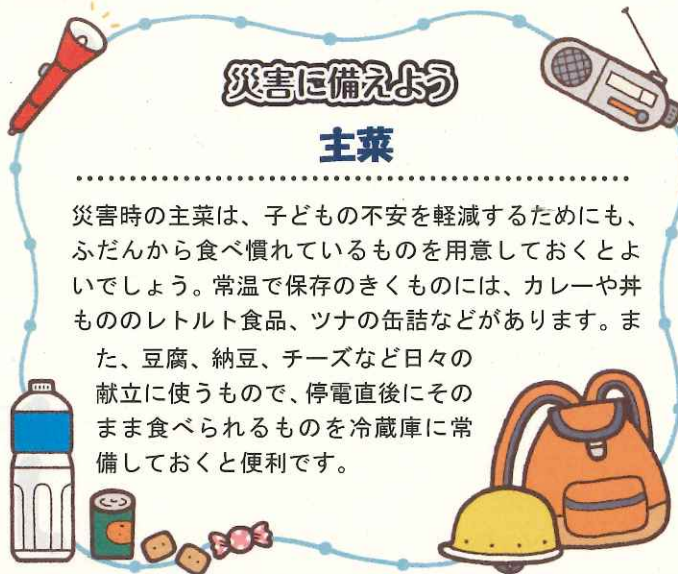 災害に備えよう
主菜
災害時の主菜は、子どもの不安を軽減するためにも、
ふだんから食べ慣れているものを用意しておくとよ
いでしょう。常温で保存のきくものには、カレーや丼
もののレトルト食品、ツナの缶詰などがあります。ま
た、豆腐、納豆、チーズなど日々の
献立に使うもので、停電直後にその
まま食べられるものを冷蔵庫に常
備しておくと便利です。